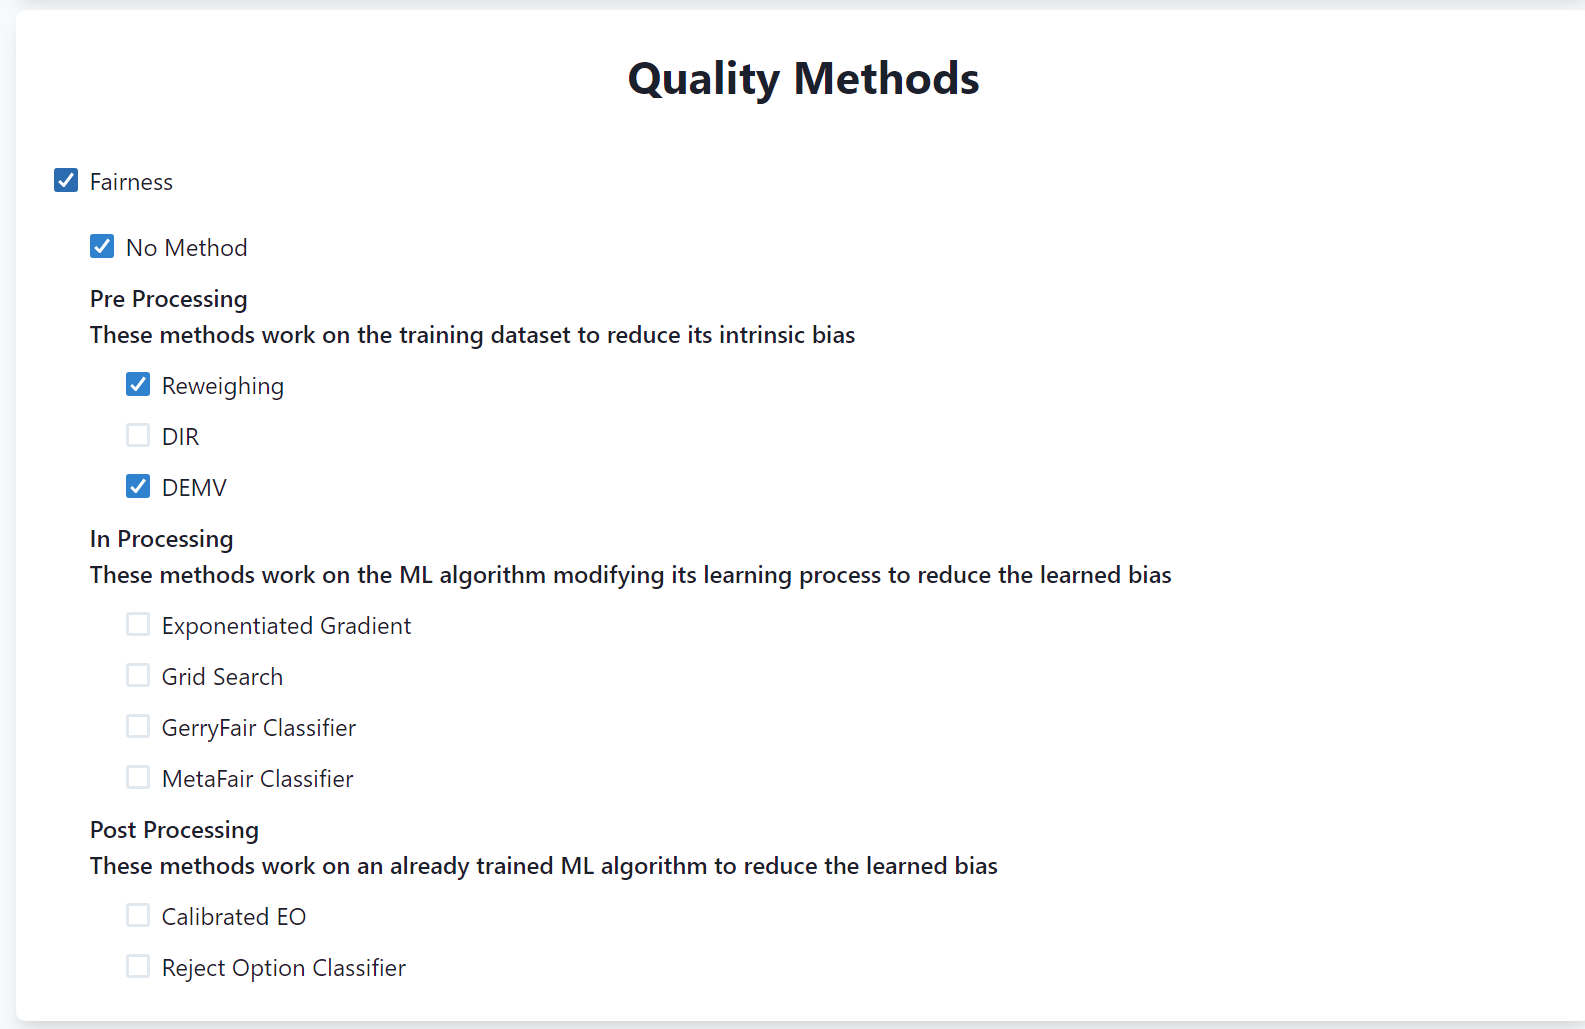 Quality Methods
Fairness
No Method
Pre Processing
These methods work on the training dataset to reduce its intrinsic bias
Reweighing
DIR
DEMV
In Processing
These methods work on the ML algorithm modifying its learning process to reduce the learned bias
Exponentiated Gradient
Grid Search
GerryFair Classifier
MetaFair Classifier
Post Processing
These methods work on an already trained ML algorithm to reduce the learned bias
Calibrated EO
Reject Option Classifier